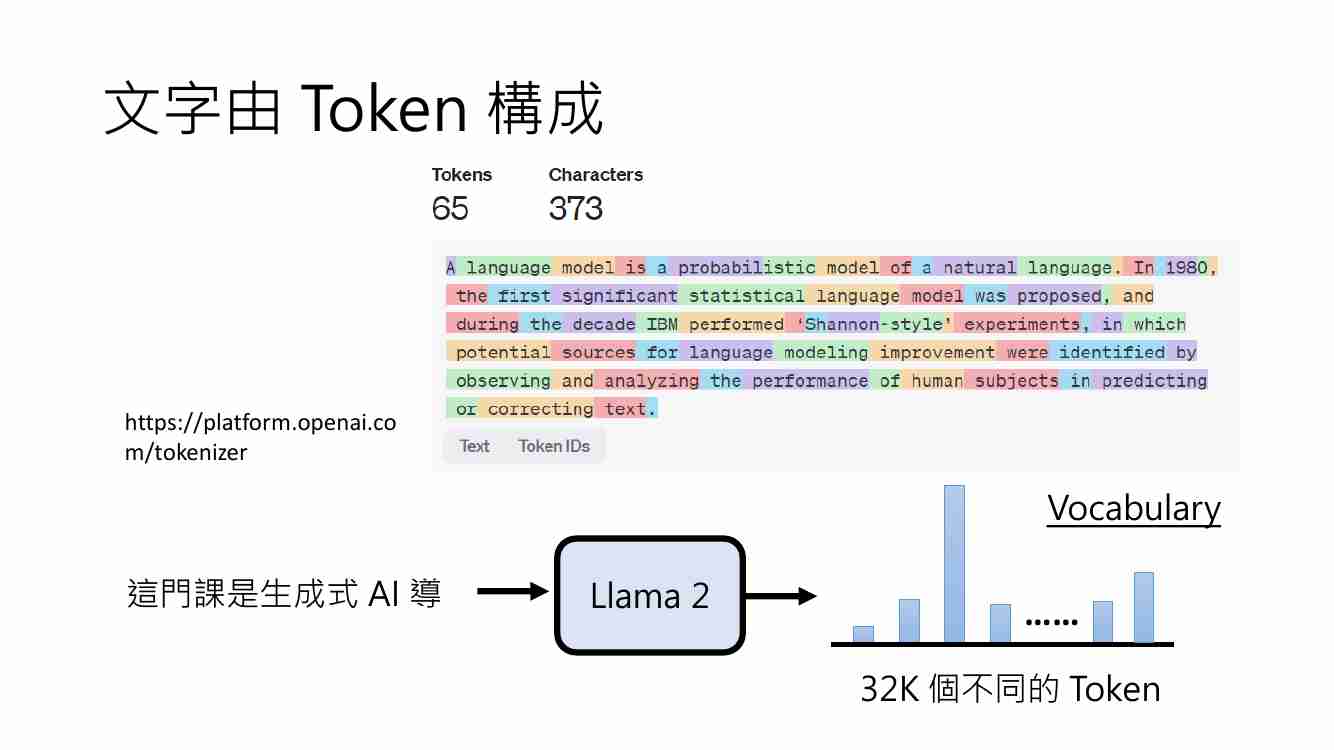 文字由 Token 構成
Tokens Characters
65 373
A language model is a probabilistic model of a natural language. In 1980,
the first significant statistical language model was proposed, and
during the decade IBM performed ‘Shannon-style’ experiments, in which
potential sources for language modeling improvement were identified by
observing and analyzing the performance of human subjects in predicting
or correcting text.
Text Token IDs
https://platform.openai.co
m/tokenizer
Vocabulary
這門課是生成式 AI 導
Llama 2
……
32K 個不同的 Token